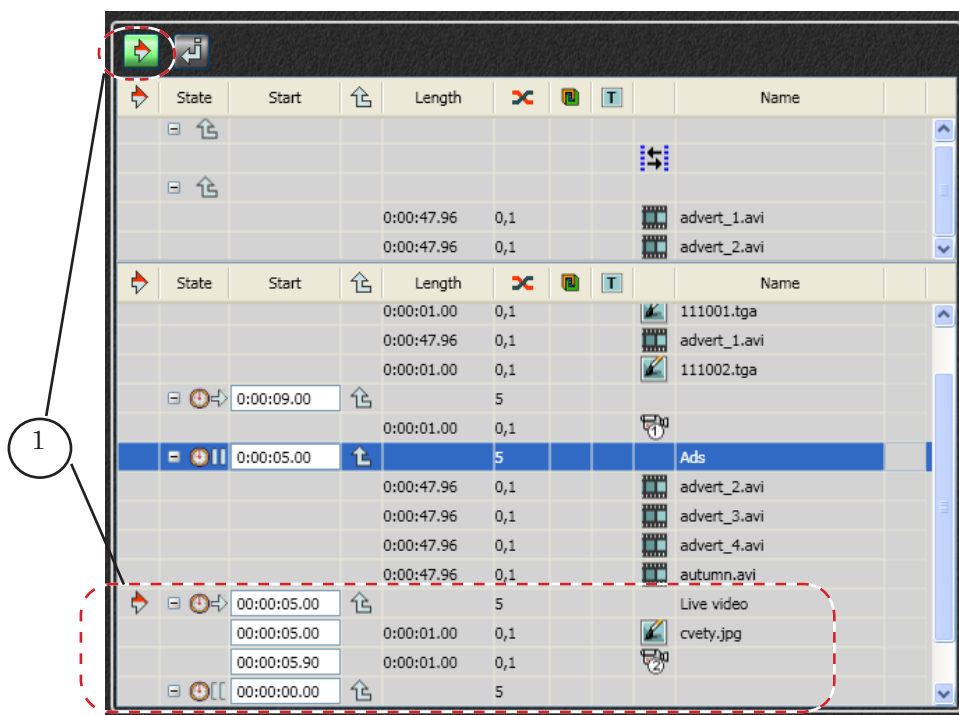 State Start Length T Name
0:00:47.96 0,1 advert_1.avi
0:00:47.96 0,1 advert_2.avi
State Start Length T Name
0:00:01.00 0,1 111001.tga
0:00:47.96 0,1 advert_1.avi
0:00:01.00 0,1 111002.tga
0:00:09.00 5
0:00:01.00 0,1 1
0:00:05.00 5 Ads
0:00:47.96 0,1 advert_2.avi
0:00:47.96 0,1 advert_3.avi
0:00:47.96 0,1 advert_4.avi
0:00:47.96 0,1 autumn.avi
00:00:05.00 5 Live video
00:00:05.00 0:00:01.00 0,1 cvety.jpg
00:00:05.90 0:00:01.00 0,1 2
00:00:00.00 5
1